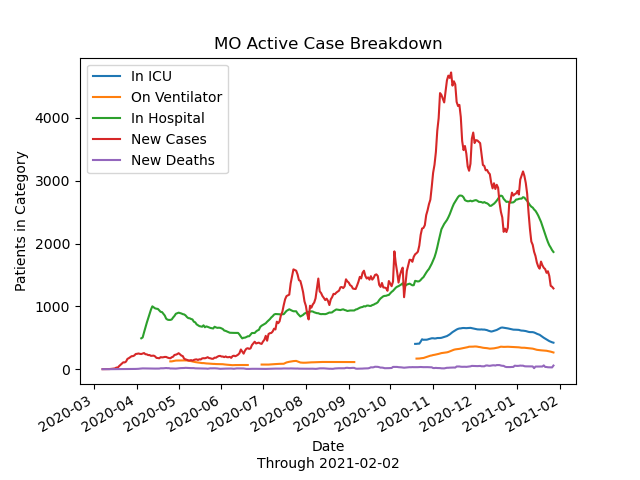 MO Active Case Breakdown
In ICU
On Ventilator
In Hospital
New Cases
New Deaths
Patients in Category
4000
3000
2000
1000
0
2020-03
2020-04
2020-05
2020-06
2020-07
2020-08
2020-09
2020-10
2020-11
2020-12
2021-01
2021-02
Date
Through 2021-02-02